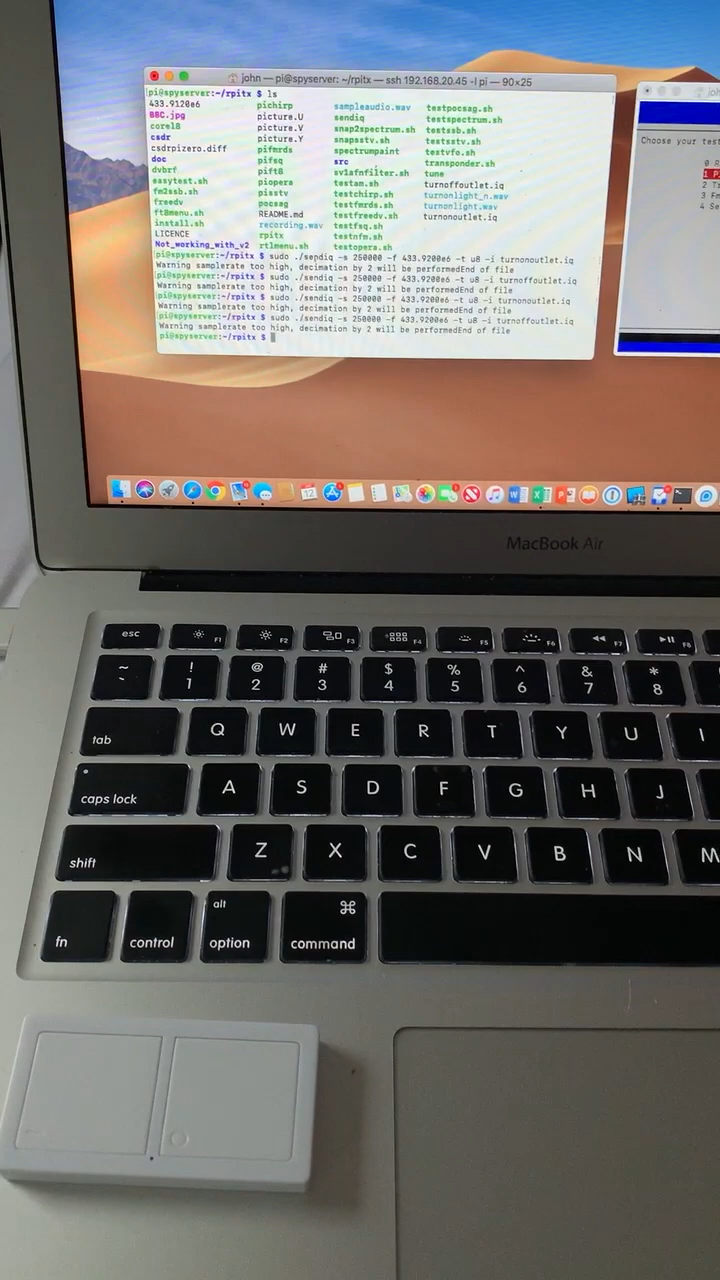 john — pi@spyserver: ~/rpitx — ssh 192.168.20.45 -l pi — 90×25
pi@spyserver:~/rpitx $ ls
433.9120e6 pichirp sampleaudio.wav testpocsag.sh
BBC.jpg picture.U sendiq testspectrum.sh
corel8 picture.V snap2spectrum.sh testssb.sh
csdr picture.Y snapsstv.sh testsstv.sh
csdrpizero.diff pifmrds spectrumpaint testvfo.sh
doc pifsq src transponder.sh
dvbrf pift8 sv1afnfilter.sh tune
easytest.sh piopera testam.sh turnoffoutlet.iq
fm2ssb.sh pisstv testchirp.sh turnonlight_n.wav
freedv pocsag testfmrds.sh turnonlight.wav
ft8menu.sh README.md testfreedv.sh turnonoutlet.iq
install.sh recording.wav testfsq.sh
LICENCE rpitx testnfm.sh
Not_working_with_v2 rtlmenu.sh testopera.sh
pi@spyserver:~/rpitx $ sudo ./sendiq -s 250000 -f 433.9200e6 -t u8 -i turnonoutlet.iq
Warning samplerate too high, decimation by 2 will be performedEnd of file
pi@spyserver:~/rpitx $ sudo ./sendiq -s 250000 -f 433.9200e6 -t u8 -i turnoffoutlet.iq
Warning samplerate too high, decimation by 2 will be performedEnd of file
pi@spyserver:~/rpitx $ sudo ./sendiq -s 250000 -f 433.9200e6 -t u8 -i turnonoutlet.iq
Warning samplerate too high, decimation by 2 will be performedEnd of file
pi@spyserver:~/rpitx $ sudo ./sendiq -s 250000 -f 433.9200e6 -t u8 -i turnoffoutlet.iq
Warning samplerate too high, decimation by 2 will be performedEnd of file
pi@spyserver:~/rpitx $
Choose your test
0 R
1 P
2 T
3 F
4 Se
12
MacBook Air
esc F1 F2 F3 F4 F5 F6 F7 F8
~ ! @ # $ % ^ & *
` 1 2 3 4 5 6 7 8
tab Q W E R T Y U I
caps lock A S D F G H J
shift Z X C V B N M
alt ⌘
fn control option command